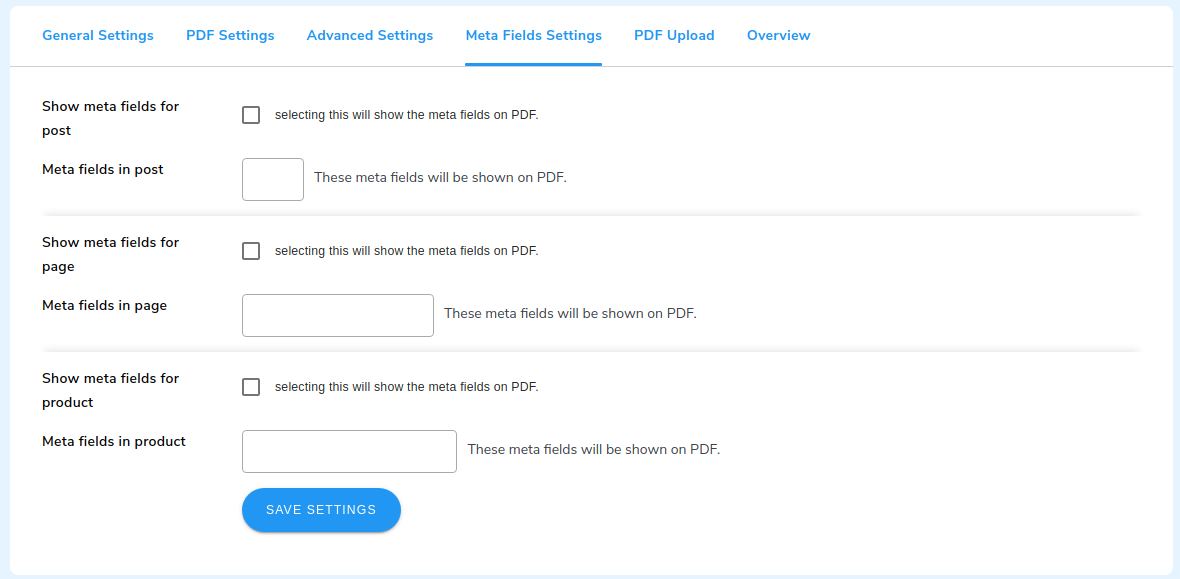 General Settings PDF Settings Advanced Settings Meta Fields Settings PDF Upload Overview
Show meta fields for
post
selecting this will show the meta fields on PDF.
Meta fields in post
These meta fields will be shown on PDF.
Show meta fields for
page
selecting this will show the meta fields on PDF.
Meta fields in page
These meta fields will be shown on PDF.
Show meta fields for
product
selecting this will show the meta fields on PDF.
Meta fields in product
These meta fields will be shown on PDF.
SAVE SETTINGS